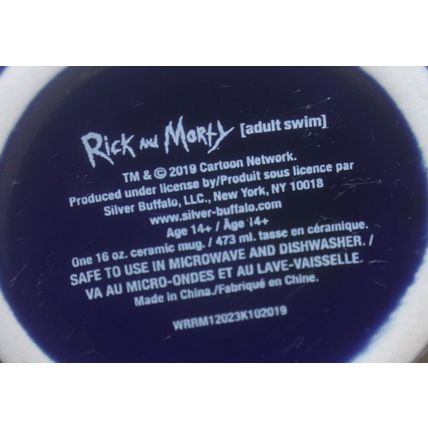 Rick and Morty [adult swim]
TM & © 2019 Cartoon Network.
Produced under license by/Produit sous licence par
Silver Buffalo, LLC., New York, NY 10018
www.silver-buffalo.com
Age 14+ / Âge 14+
One 16 oz. ceramic mug. / 473 ml. tasse en céramique.
SAFE TO USE IN MICROWAVE AND DISHWASHER. /
VA AU MICRO-ONDES ET AU LAVE-VAISSELLE.
Made in China./Fabriqué en Chine.
WRRM12023K102019